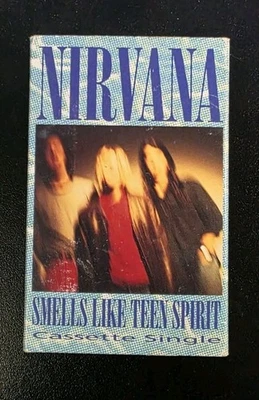 NIRVANA
SMELLS LIKE TEEN SPIRIT
Cassette Single